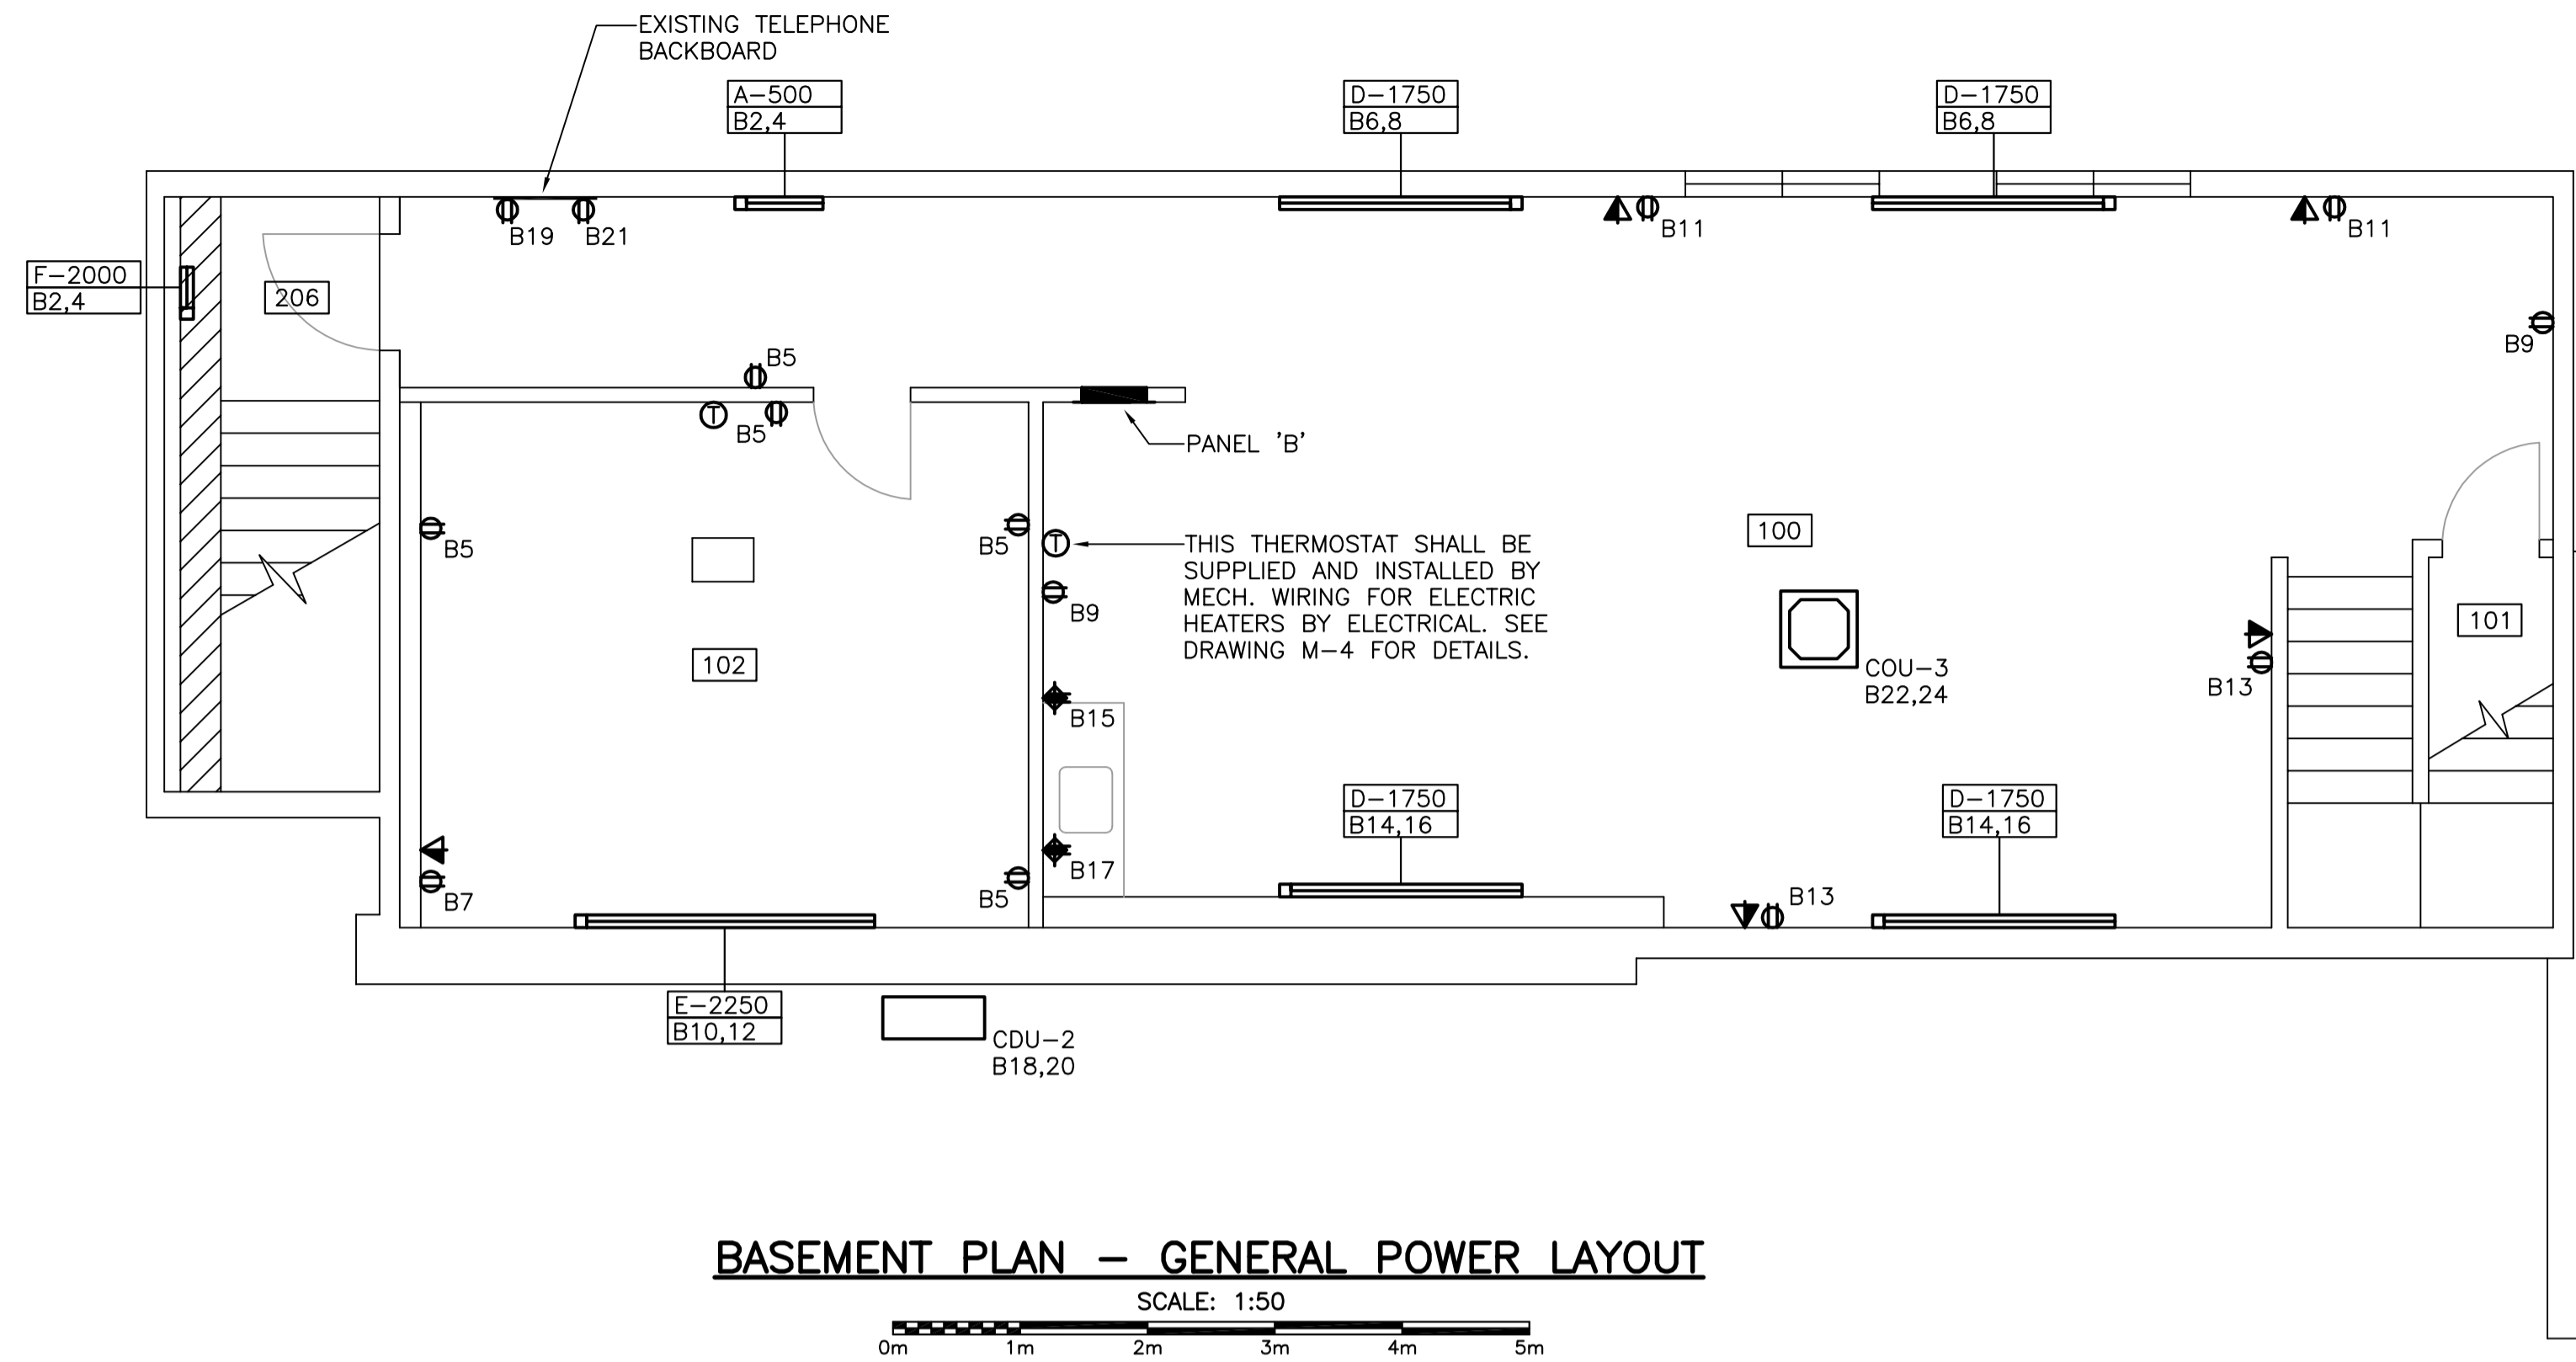 EXISTING TELEPHONE
BACKBOARD
A-500
B2,4
D-1750
B6,8
D-1750
B6,8
B19
B21
B11
B11
F-2000
B2,4
206
B9
B5
T
B5
PANEL 'B'
B5
B5
T
THIS THERMOSTAT SHALL BE
SUPPLIED AND INSTALLED BY
MECH. WIRING FOR ELECTRIC
HEATERS BY ELECTRICAL. SEE
DRAWING M-4 FOR DETAILS.
100
B9
101
102
COU-3
B22,24
B13
B15
D-1750
B14,16
D-1750
B14,16
B17
B7
B5
B13
E-2250
B10,12
CDU-2
B18,20
BASEMENT PLAN - GENERAL POWER LAYOUT
SCALE: 1:50
0m 1m 2m 3m 4m 5m